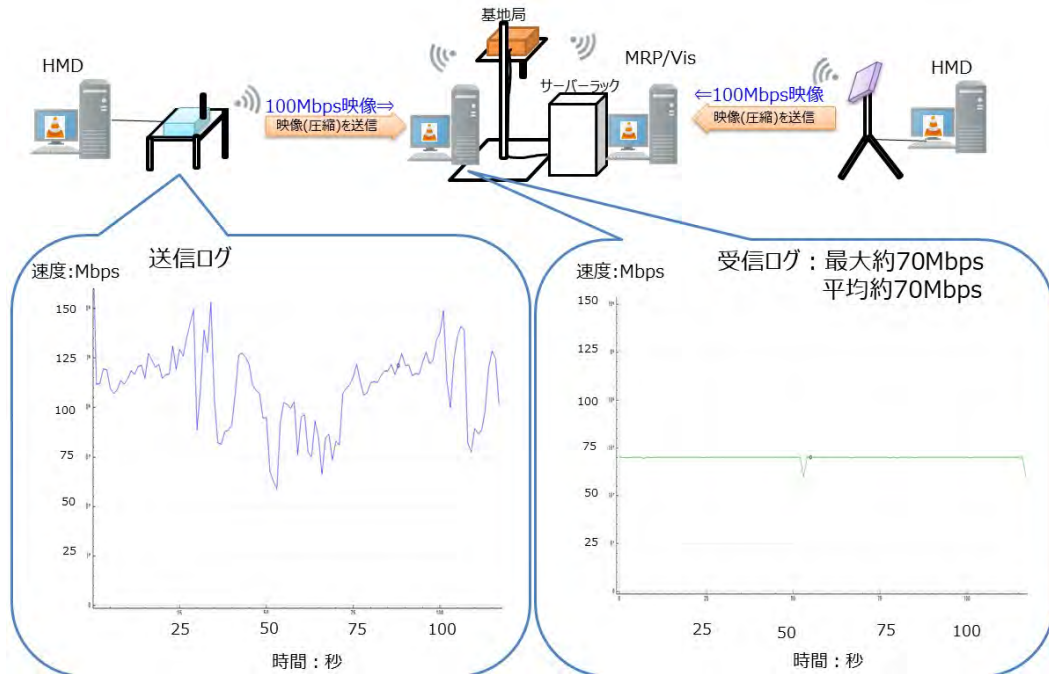 基地局
HMD
MRP/Vis
HMD
サーバーラック
100Mbps映像⇒
⇐100Mbps映像
映像(圧縮)を送信
映像(圧縮)を送信
送信ログ
速度:Mbps
150
125
100
75
50
25
25
50
75
100
時間：秒
受信ログ：最大約70Mbps
平均約70Mbps
速度:Mbps
150
125
100
75
50
25
25
50
75
100
時間：秒